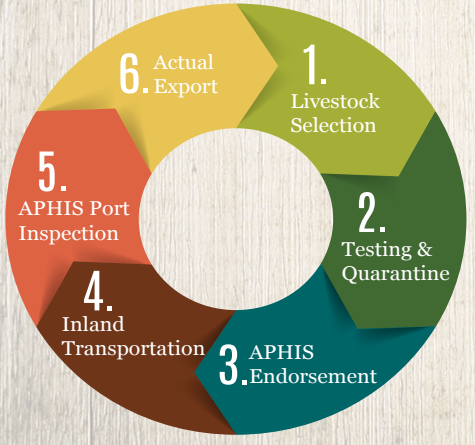 1.
Livestock
Selection
2.
Testing &
Quarantine
3. APHIS
Endorsement
4.
Inland
Transportation
5.
APHIS Port
Inspection
6. Actual
Export